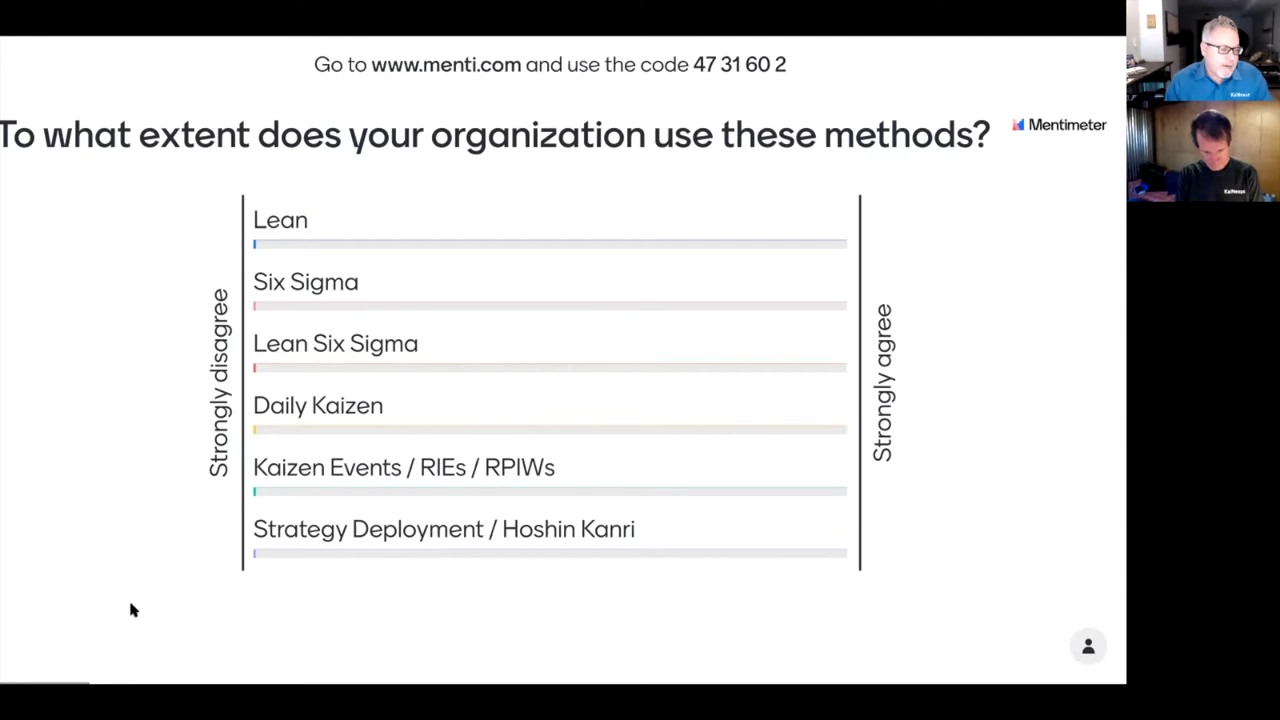 Go to www.menti.com and use the code 47 31 60 2
To what extent does your organization use these methods?
Mentimeter
Strongly disagree
Lean
Six Sigma
Lean Six Sigma
Daily Kaizen
Kaizen Events / RIEs / RPIWs
Strategy Deployment / Hoshin Kanri
Strongly agree
KaiNexus
KaiNexus